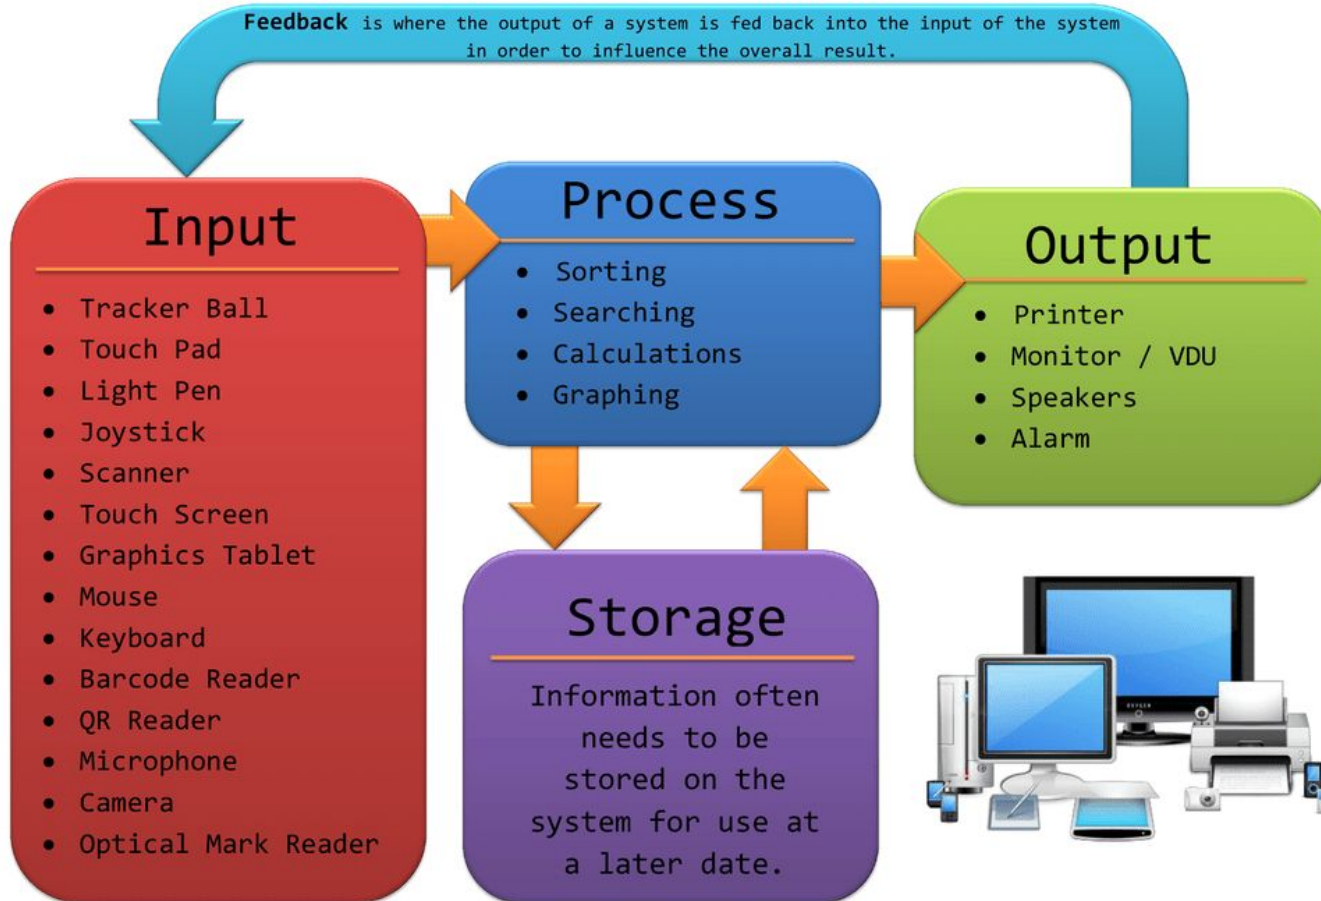 Feedback is where the output of a system is fed back into the input of the system
in order to influence the overall result.
Input
• Tracker Ball
• Touch Pad
• Light Pen
• Joystick
• Scanner
• Touch Screen
• Graphics Tablet
• Mouse
• Keyboard
• Barcode Reader
• QR Reader
• Microphone
• Camera
• Optical Mark Reader
Process
• Sorting
• Searching
• Calculations
• Graphing
Output
• Printer
• Monitor / VDU
• Speakers
• Alarm
Storage
Information often
needs to be
stored on the
system for use at
a later date.